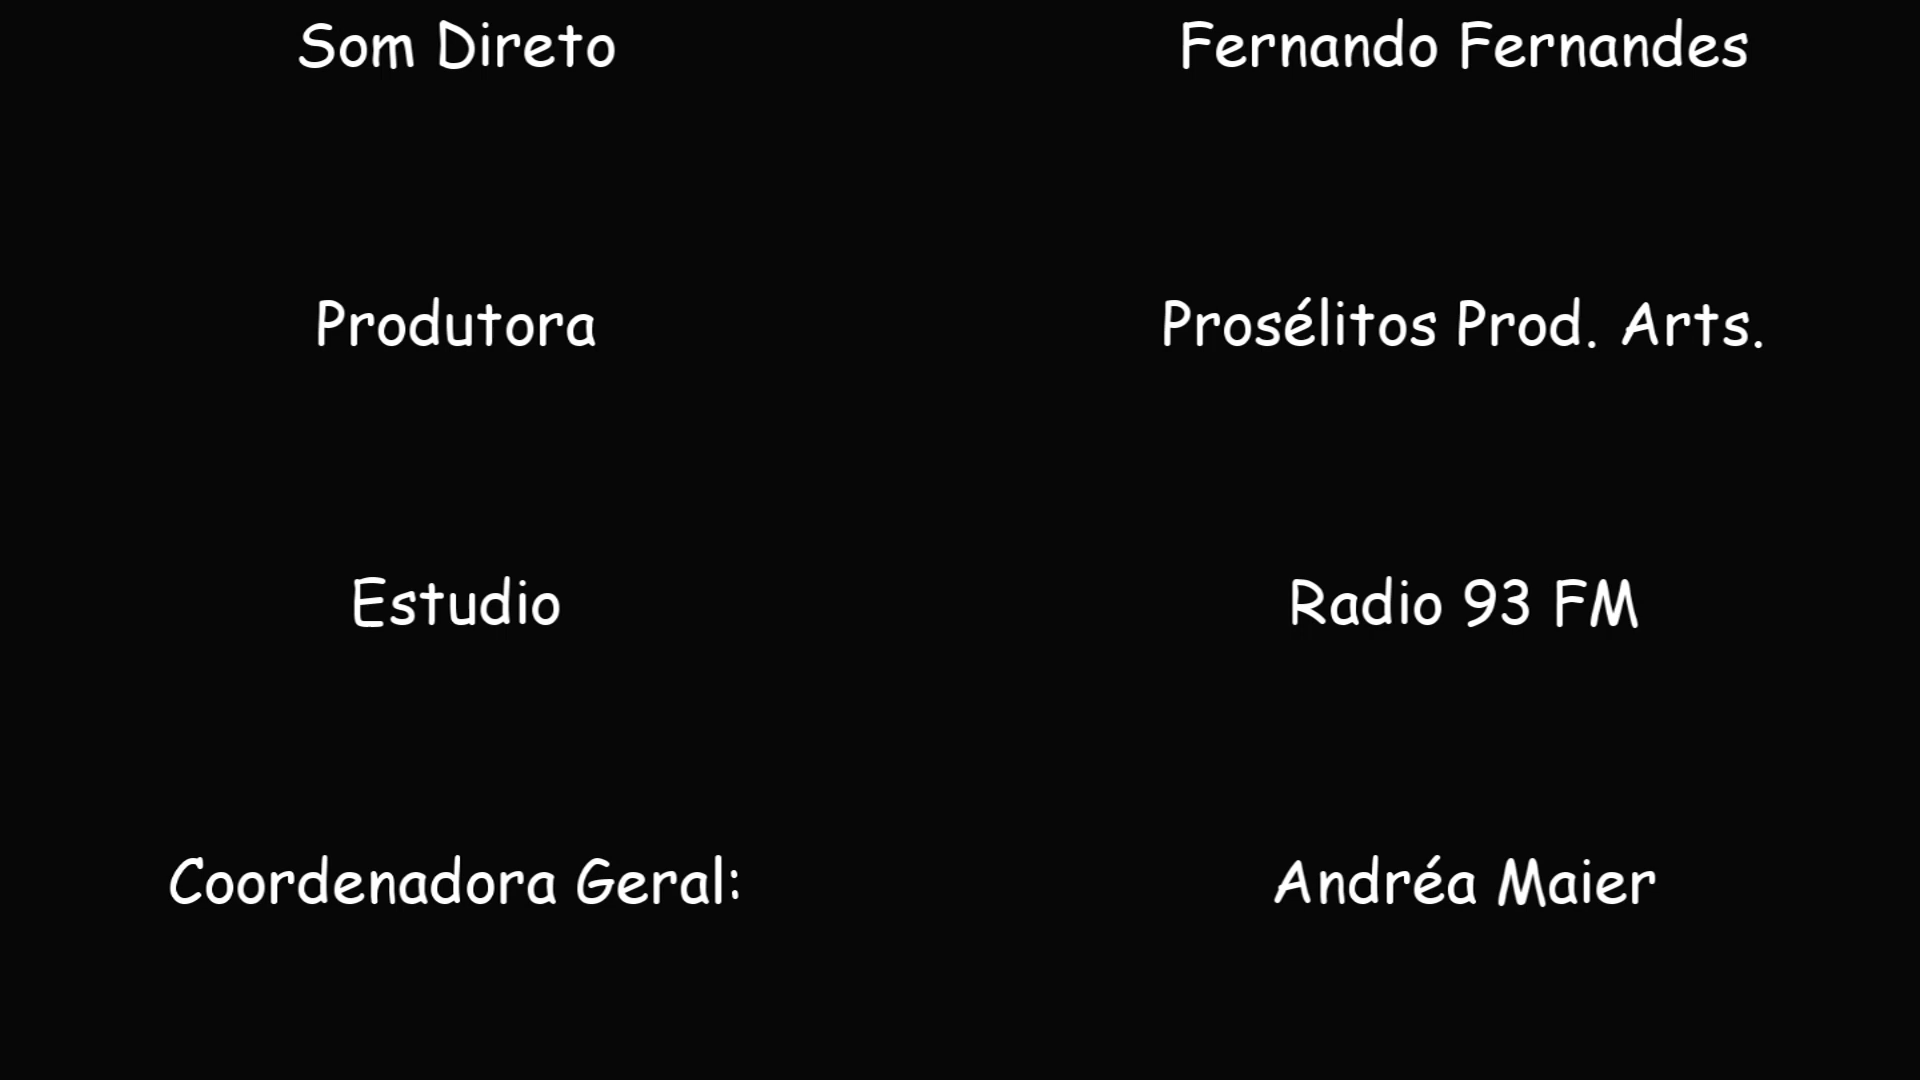 Som Direto Fernando Fernandes
Produtora Prosélitos Prod. Arts.
Estudio Radio 93 FM
Coordenadora Geral: Andréa Maier